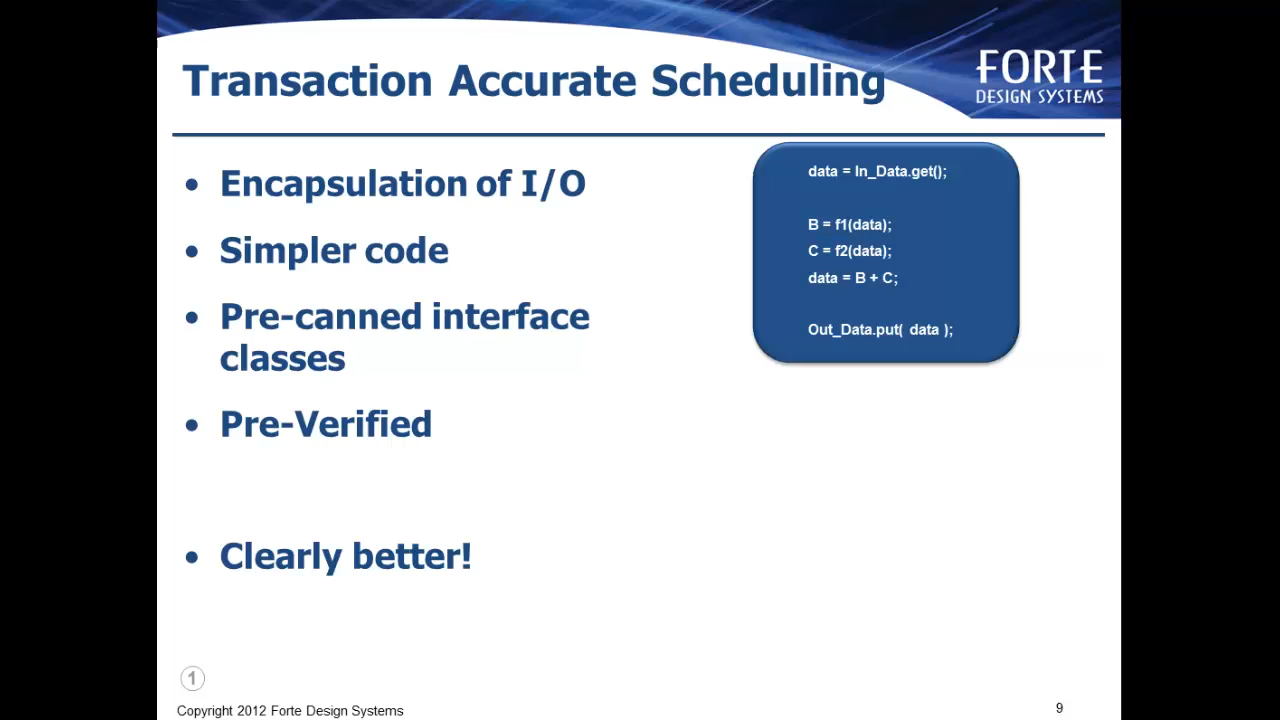 Transaction Accurate Scheduling
FORTE
DESIGN SYSTEMS
• Encapsulation of I/O
• Simpler code
• Pre-canned interface
classes
• Pre-Verified
• Clearly better!
data = In_Data.get();
B = f1(data);
C = f2(data);
data = B + C;
Out_Data.put( data );
1
Copyright 2012 Forte Design Systems
9